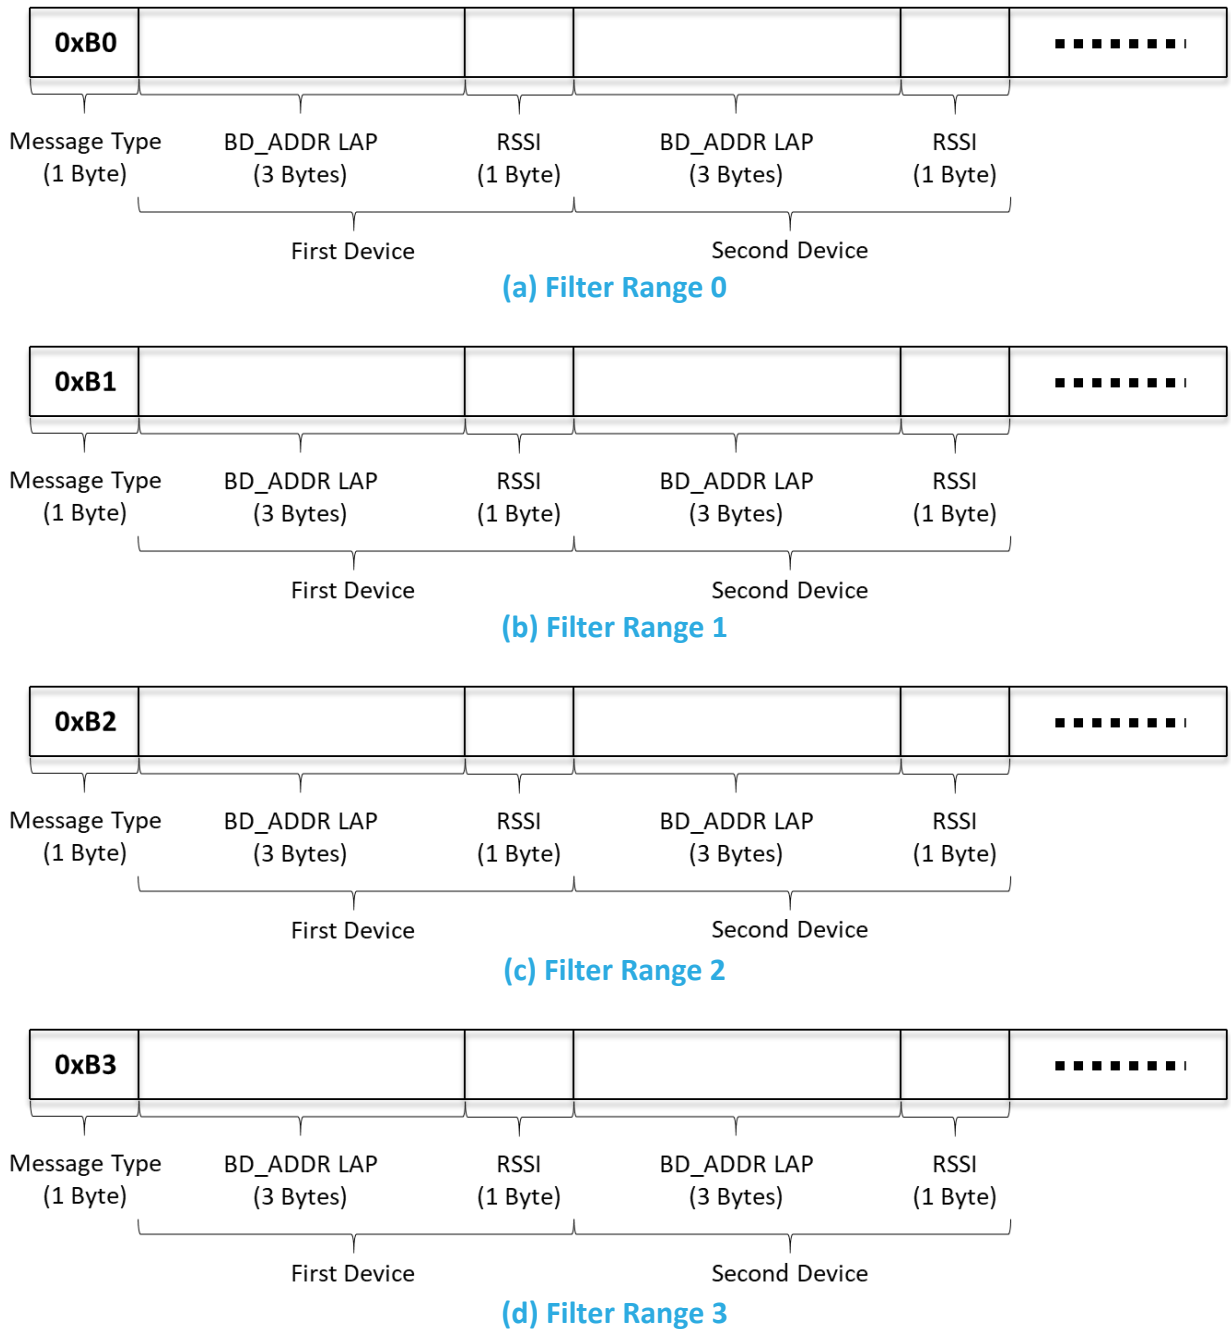 0xB0
Message Type BD_ADDR LAP RSSI BD_ADDR LAP RSSI
(1 Byte) (3 Bytes) (1 Byte) (3 Bytes) (1 Byte)
First Device Second Device
(a) Filter Range 0
0xB1
Message Type BD_ADDR LAP RSSI BD_ADDR LAP RSSI
(1 Byte) (3 Bytes) (1 Byte) (3 Bytes) (1 Byte)
First Device Second Device
(b) Filter Range 1
0xB2
Message Type BD_ADDR LAP RSSI BD_ADDR LAP RSSI
(1 Byte) (3 Bytes) (1 Byte) (3 Bytes) (1 Byte)
First Device Second Device
(c) Filter Range 2
0xB3
Message Type BD_ADDR LAP RSSI BD_ADDR LAP RSSI
(1 Byte) (3 Bytes) (1 Byte) (3 Bytes) (1 Byte)
First Device Second Device
(d) Filter Range 3